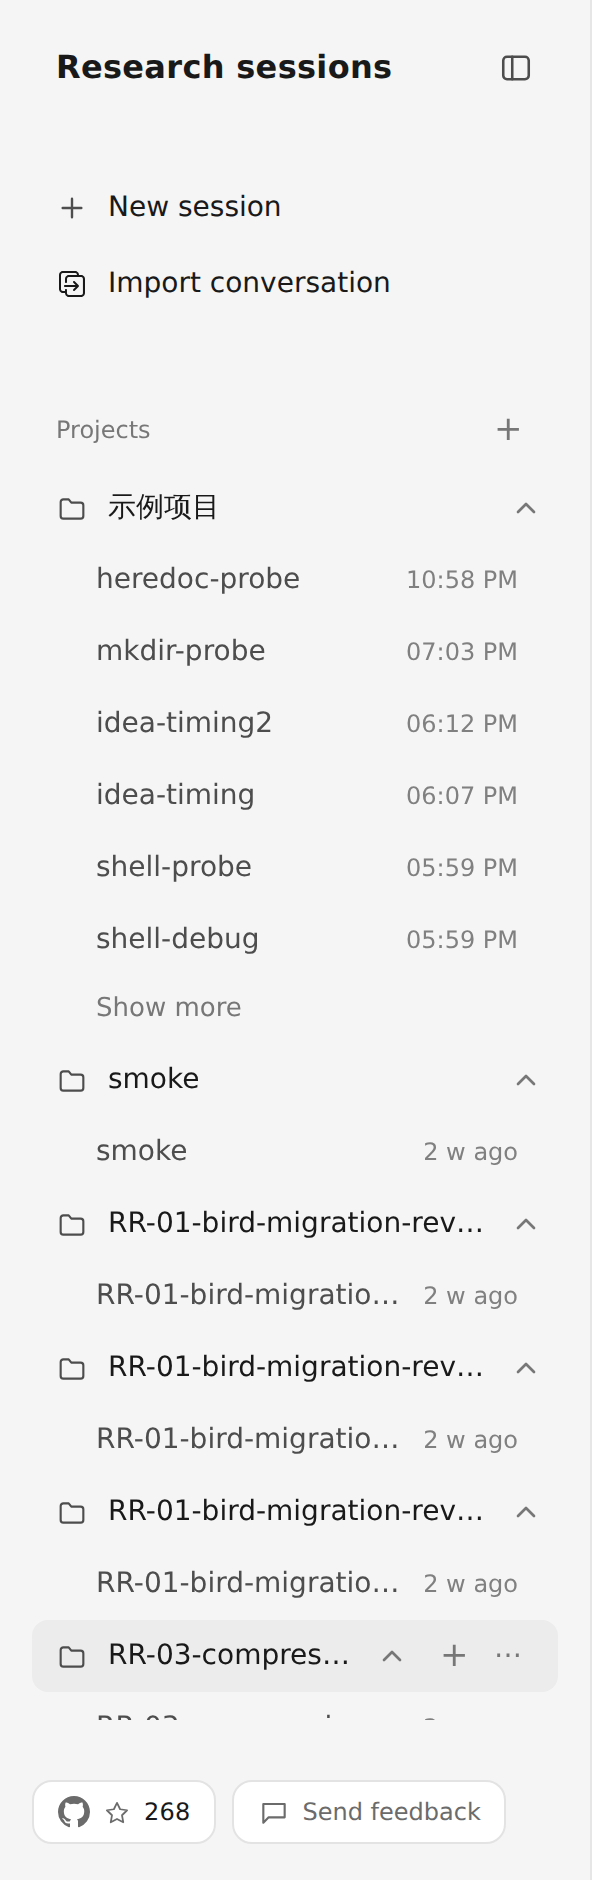 Research sessions
New session
Import conversation
Projects
示例项目
heredoc-probe 10:58 PM
mkdir-probe 07:03 PM
idea-timing2 06:12 PM
idea-timing 06:07 PM
shell-probe 05:59 PM
shell-debug 05:59 PM
Show more
smoke
smoke 2 w ago
RR-01-bird-migration-rev...
RR-01-bird-migratio... 2 w ago
RR-01-bird-migration-rev...
RR-01-bird-migratio... 2 w ago
RR-01-bird-migration-rev...
RR-01-bird-migratio... 2 w ago
RR-03-compres...
268
Send feedback